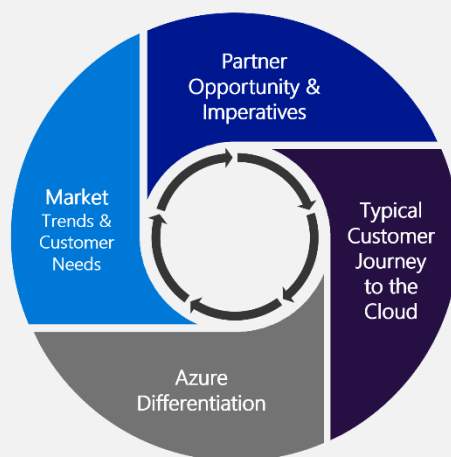 Partner
Opportunity &
Imperatives
Typical
Customer
Journey
to the
Cloud
Azure
Differentiation
Market
Trends &
Customer
Needs